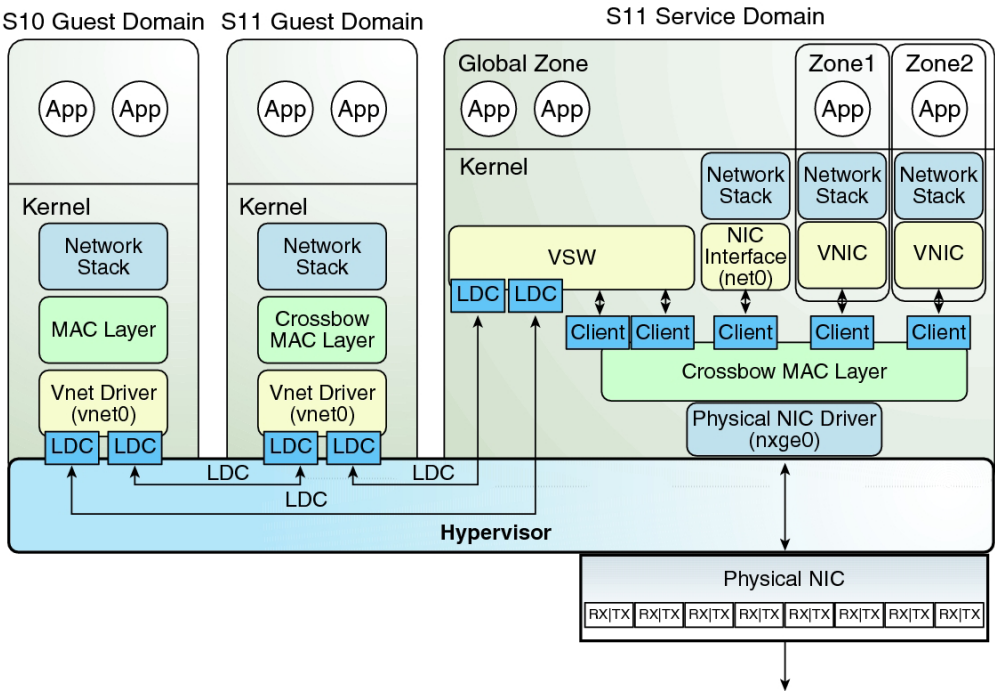 S10 Guest Domain
S11 Guest Domain
S11 Service Domain
App
App
Kernel
Network
Stack
MAC Layer
Vnet Driver
(vnet0)
LDC
LDC
App
App
Kernel
Network
Stack
Crossbow
MAC Layer
Vnet Driver
(vnet0)
LDC
LDC
Global Zone
App
App
Zone1
App
Zone2
App
Kernel
Network
Stack
Network
Stack
Network
Stack
VSW
NIC
Interface
(net0)
VNIC
VNIC
LDC
LDC
Client
Client
Client
Client
Client
Crossbow MAC Layer
Physical NIC Driver
(nxge0)
LDC
LDC
LDC
Hypervisor
Physical NIC
RX|TX
RX|TX
RX|TX
RX|TX
RX|TX
RX|TX
RX|TX
RX|TX